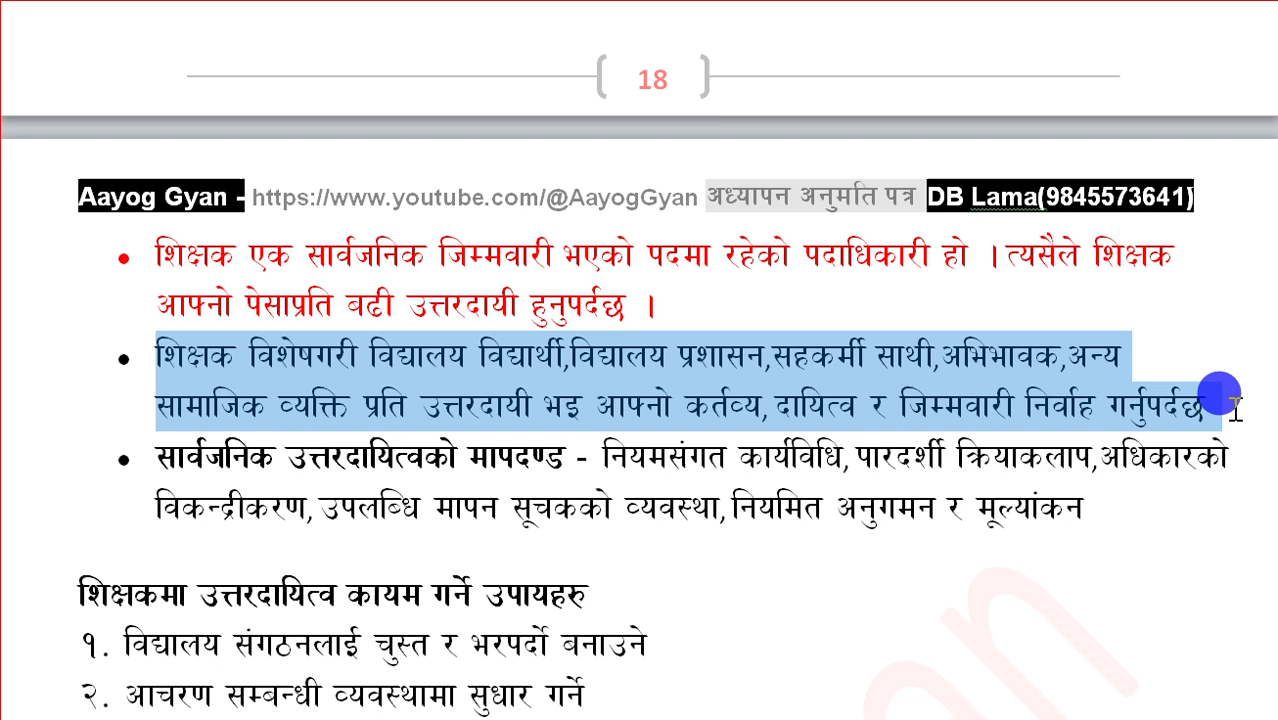 18
Aayog Gyan - https://www.youtube.com/@AayogGyan अध्यापन अनुमति पत्र DB Lama(9845573641)
• शिक्षक एक सार्वजनिक जिम्मवारी भएको पदमा रहेको पदाधिकारी हो । त्यसैले शिक्षक
आफ्नो पेसाप्रति बढी उत्तरदायी हुनुपर्दछ ।
• शिक्षक विशेषगरी विद्यालय विद्यार्थी,विद्यालय प्रशासन,सहकर्मी साथी,अभिभावक,अन्य
सामाजिक व्यक्ति प्रति उत्तरदायी भइ आफ्नो कर्तव्य, दायित्व र जिम्मवारी निर्वाह गर्नुपर्दछ
• सार्वजनिक उत्तरदायित्वको मापदण्ड - नियमसंगत कार्यविधि, पारदर्शी क्रियाकलाप,अधिकारको
विकन्द्रीकरण, उपलब्धि मापन सूचकको व्यवस्था, नियमित अनुगमन र मूल्यांकन
शिक्षकमा उत्तरदायित्व कायम गर्ने उपायहरु
१. विद्यालय संगठनलाई चुस्त र भरपर्दो बनाउने
२. आचरण सम्बन्धी व्यवस्थामा सुधार गर्ने